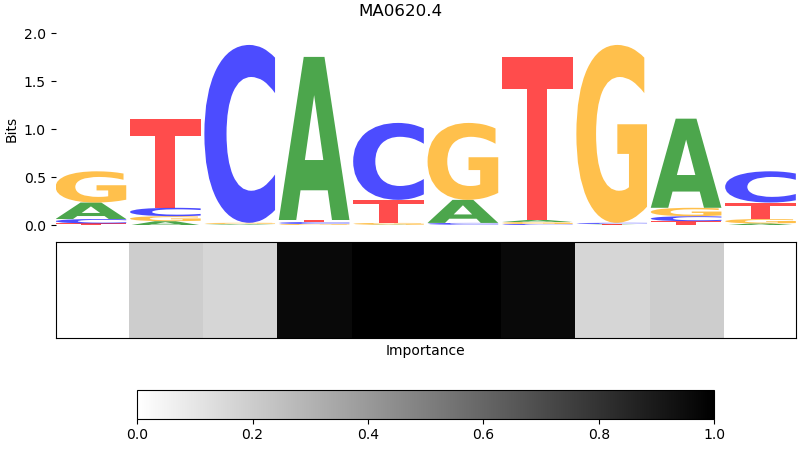 MA0620.4
Bits
2.0
1.5
1.0
0.5
0.0
G T C A C G T G A C
A C T A G T
Importance
0.0 0.2 0.4 0.6 0.8 1.0